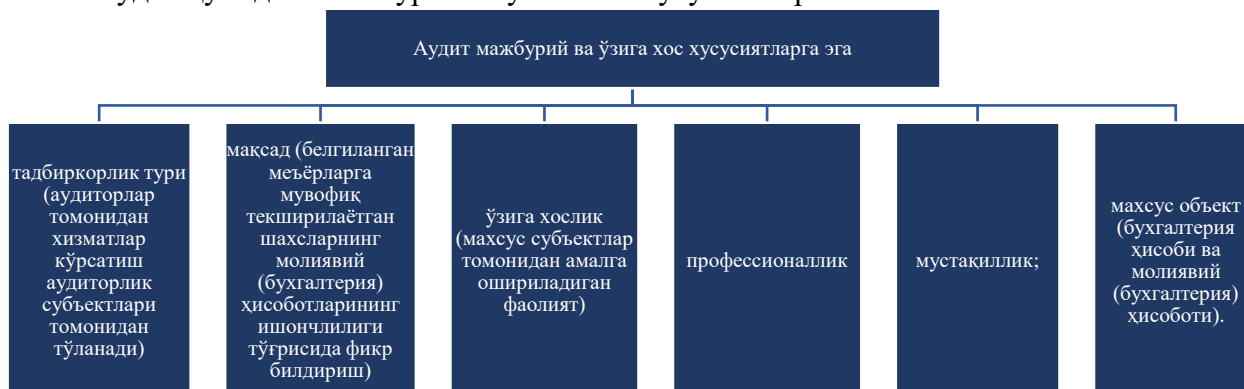 Аудит мажбурий ва ўзига хос хусусиятларга эга
тадбиркорлик тури
(аудиторлар
томонидан
хизматлар
кўрсатиш
аудиторлик
субъектлари
томонидан
тўланади)
мақсад (белгиланган
меъёрларга
мувофиқ
текширилаётган
шахсларнинг
молиявий
(бухгалтерия)
ҳисоботларининг
ишончлилиги
тўғрисида фикр
билдириш)
ўзига хослик
(махсус субъектлар
томонидан амалга
ошириладиган
фаолият)
профессионаллик
мустақиллик;
махсус объект
(бухгалтерия
ҳисоби ва
молиявий
(бухгалтерия)
ҳисоботи).